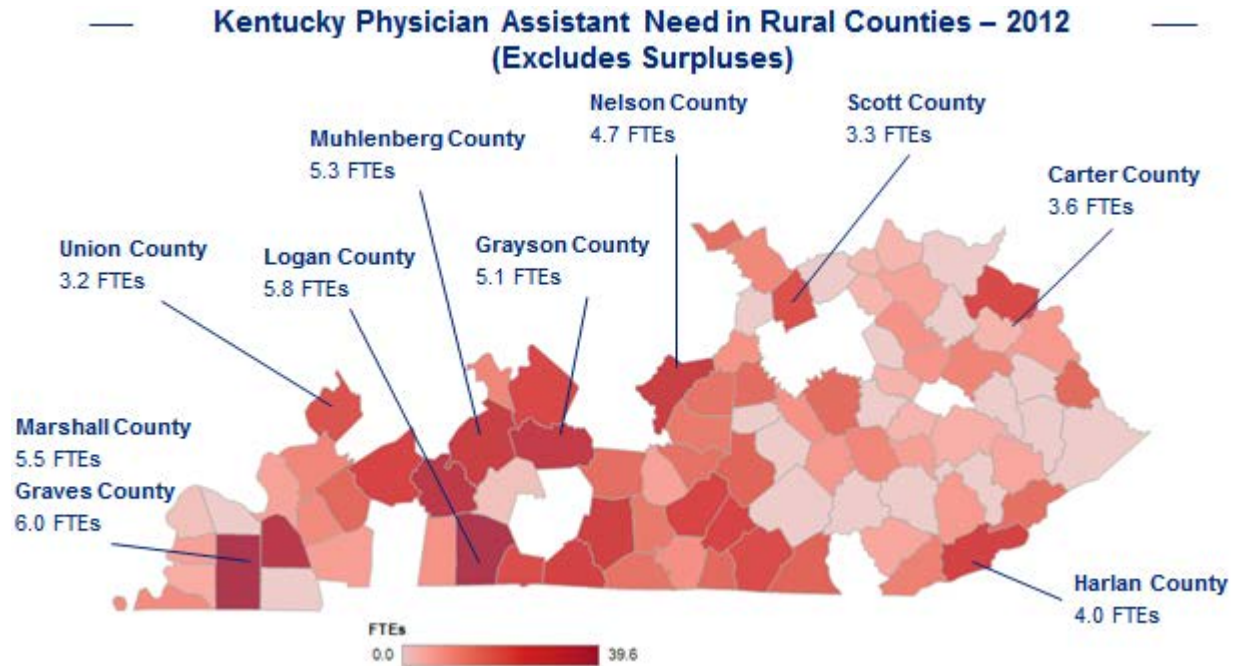 Kentucky Physician Assistant Need in Rural Counties – 2012
(Excludes Surpluses)
Nelson County
4.7 FTEs
Scott County
3.3 FTEs
Muhlenberg County
5.3 FTEs
Carter County
3.6 FTEs
Union County
3.2 FTEs
Logan County
5.8 FTEs
Grayson County
5.1 FTEs
Marshall County
5.5 FTEs
Graves County
6.0 FTEs
Harlan County
4.0 FTEs
FTEs
0.0 39.6